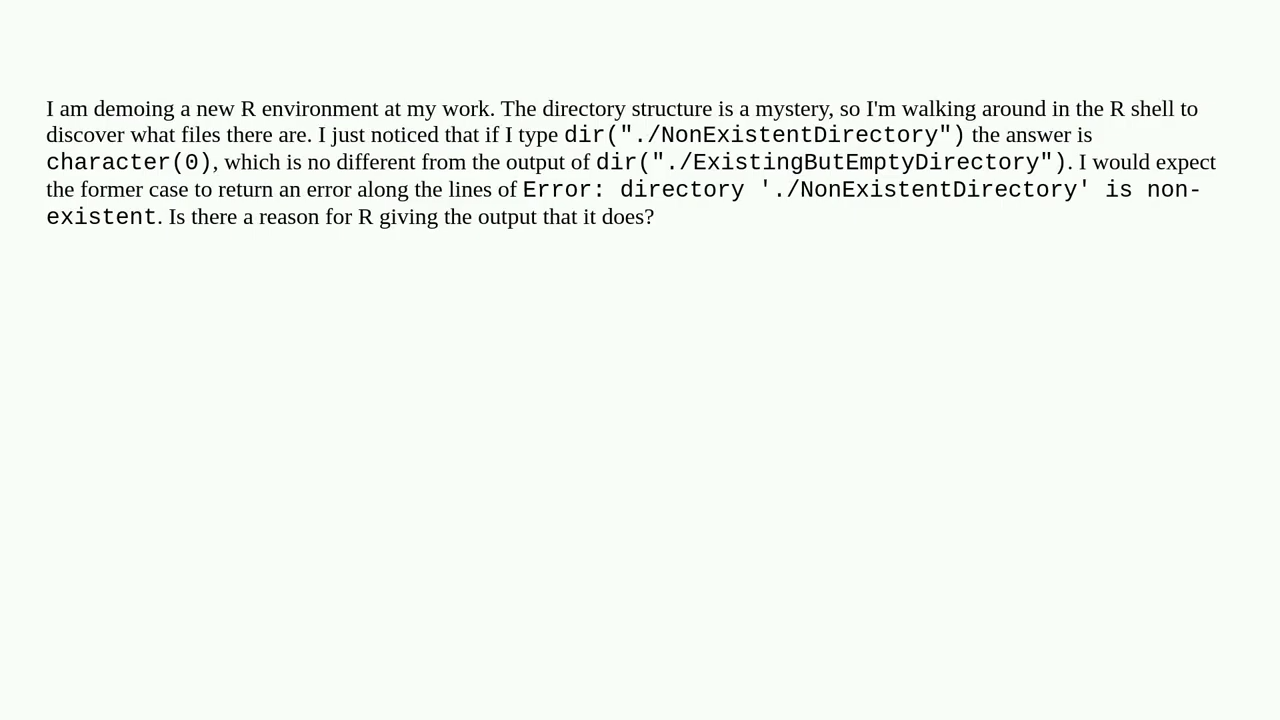 I am demoing a new R environment at my work. The directory structure is a mystery, so I'm walking around in the R shell to
discover what files there are. I just noticed that if I type dir("./NonExistentDirectory") the answer is
character(0), which is no different from the output of dir("./ExistingButEmptyDirectory"). I would expect
the former case to return an error along the lines of Error: directory './NonExistentDirectory' is non-
existent. Is there a reason for R giving the output that it does?